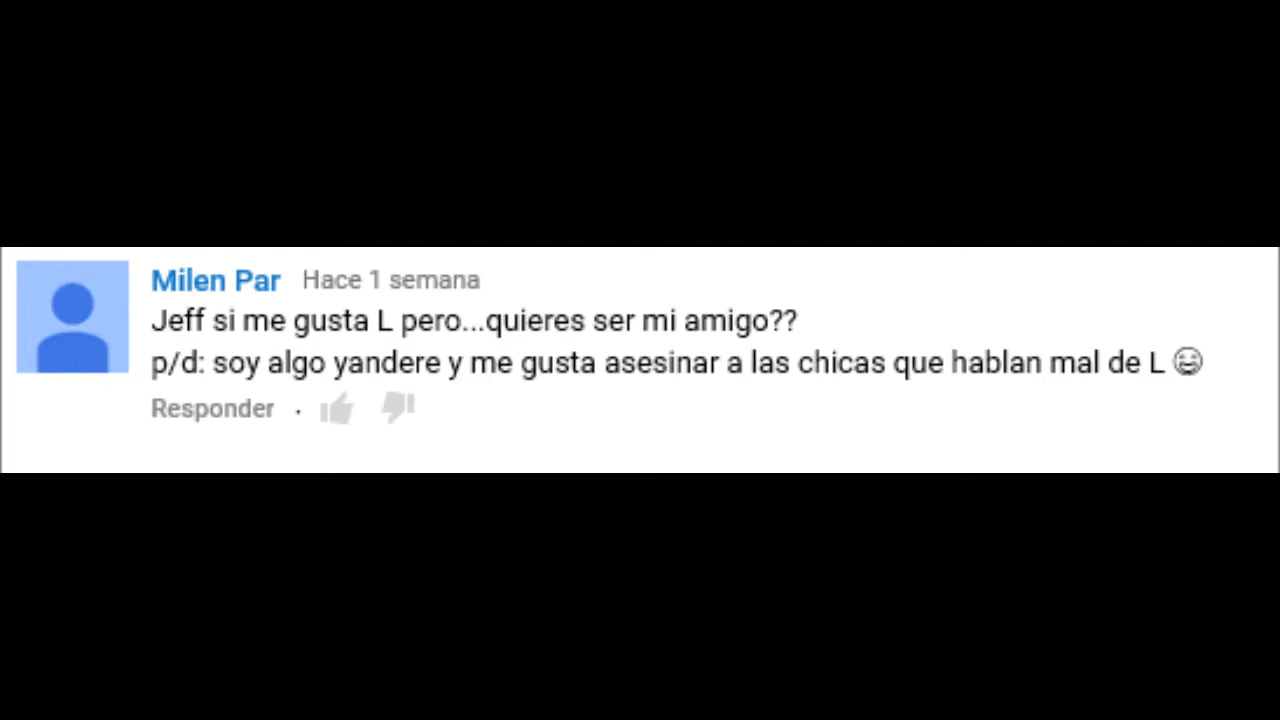 Milen Par Hace 1 semana
Jeff si me gusta L pero...quieres ser mi amigo??
p/d: soy algo yandere y me gusta asesinar a las chicas que hablan mal de L 😄
Responder ·